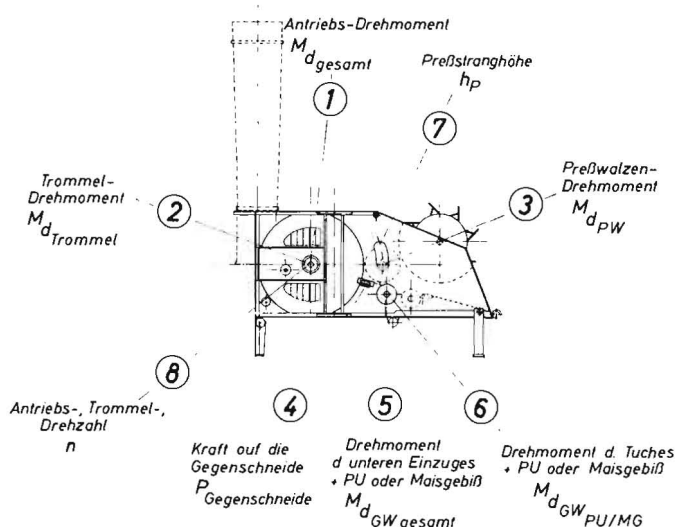 Antriebs-Drehmoment
M d gesamt
1
Preßstranghöhe
h P
7
Trommel-
Drehmoment
M d Trommel
2
3
Preßwalzen-
Drehmoment
M d PW
8
Antriebs-, Trommel-,
Drehzahl
n
4
Kraft auf die
Gegenschneide
P Gegenschneide
5
Drehmoment
d unteren Einzuges
+ PU oder Maisgebiß
M d GW gesamt
6
Drehmoment d. Tuches
+ PU oder Maisgebiß
M d GW PU/MG